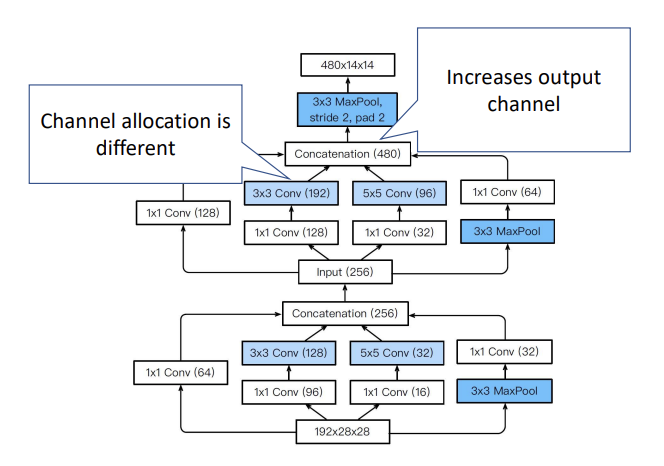 480x14x14
Increases output
channel
3x3 MaxPool,
stride 2, pad 2
Channel allocation is
different
Concatenation (480)
3x3 Conv (192)
5x5 Conv (96)
1x1 Conv (64)
1x1 Conv (128)
1x1 Conv (128)
1x1 Conv (32)
3x3 MaxPool
Input (256)
Concatenation (256)
3x3 Conv (128)
5x5 Conv (32)
1x1 Conv (32)
1x1 Conv (64)
1x1 Conv (96)
1x1 Conv (16)
3x3 MaxPool
192x28x28